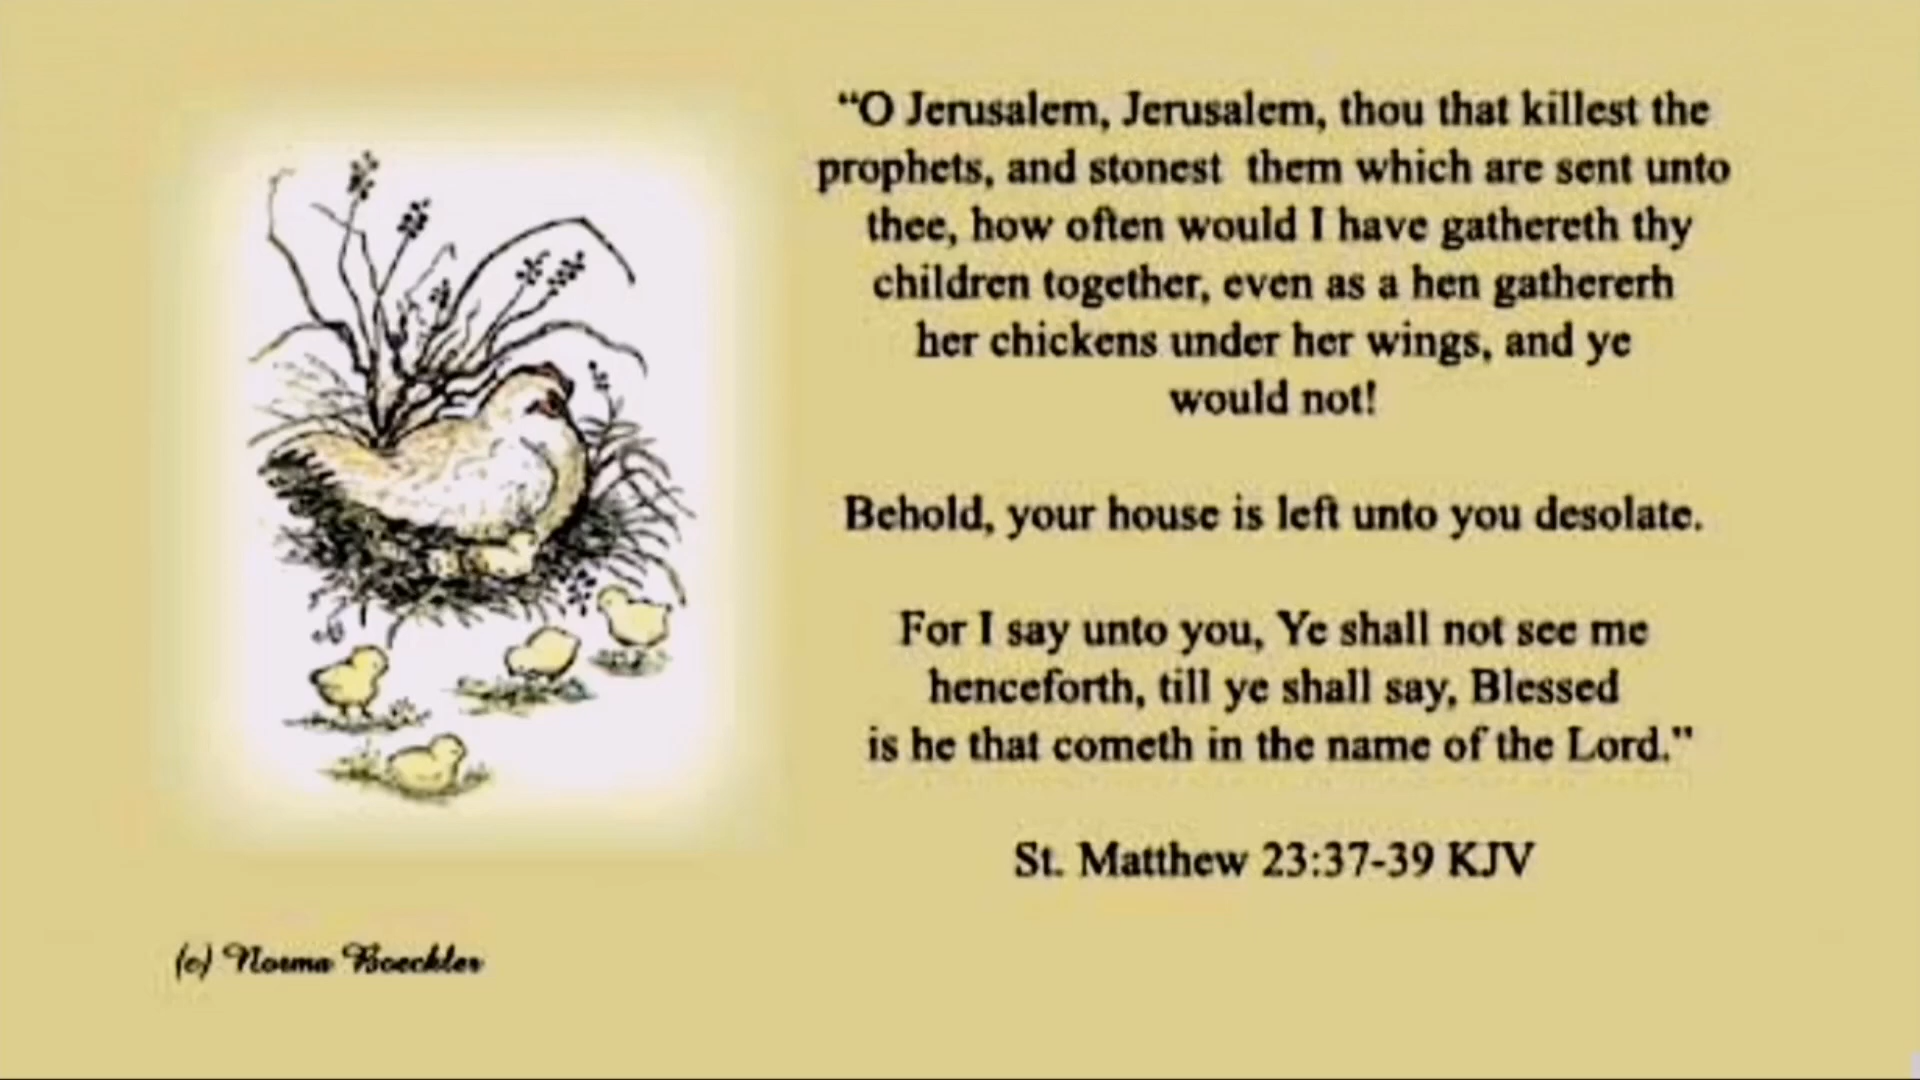 “O Jerusalem, Jerusalem, thou that killest the
prophets, and stonest them which are sent unto
thee, how often would I have gathereth thy
children together, even as a hen gathererh
her chickens under her wings, and ye
would not!
Behold, your house is left unto you desolate.
For I say unto you, Ye shall not see me
henceforth, till ye shall say, Blessed
is he that cometh in the name of the Lord."
St. Matthew 23:37-39 KJV
(c) Norma Boeckler